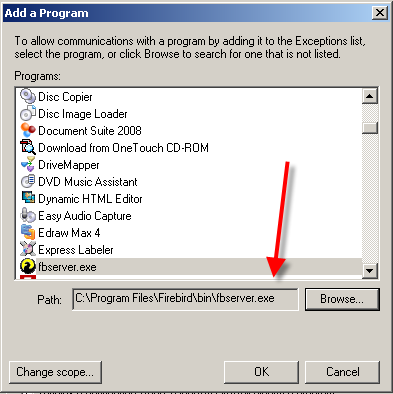 Add a Program
To allow communications with a program by adding it to the Exceptions list,
select the program, or click Browse to search for one that is not listed.
Programs:
Disc Copier
Disc Image Loader
Document Suite 2008
Download from OneTouch CD-ROM
DriveMapper
DVD Music Assistant
Dynamic HTML Editor
Easy Audio Capture
Edraw Max 4
Express Labeler
fbserver.exe
Path: C:\Program Files\Firebird\bin\fbserver.exe Browse...
Change scope... OK Cancel